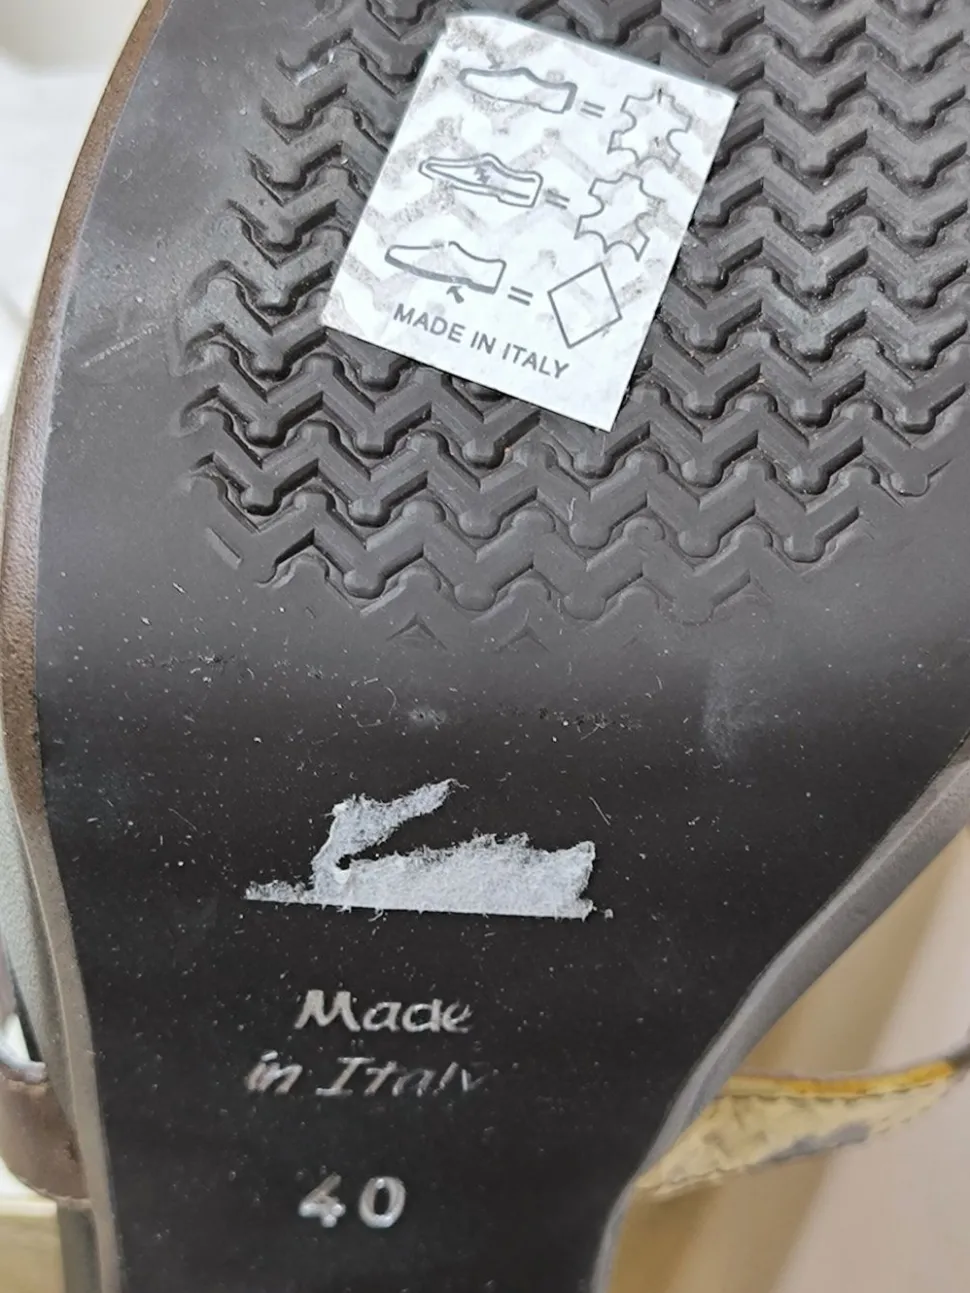 =
=
=
MADE IN ITALY
Made
in Italy
40